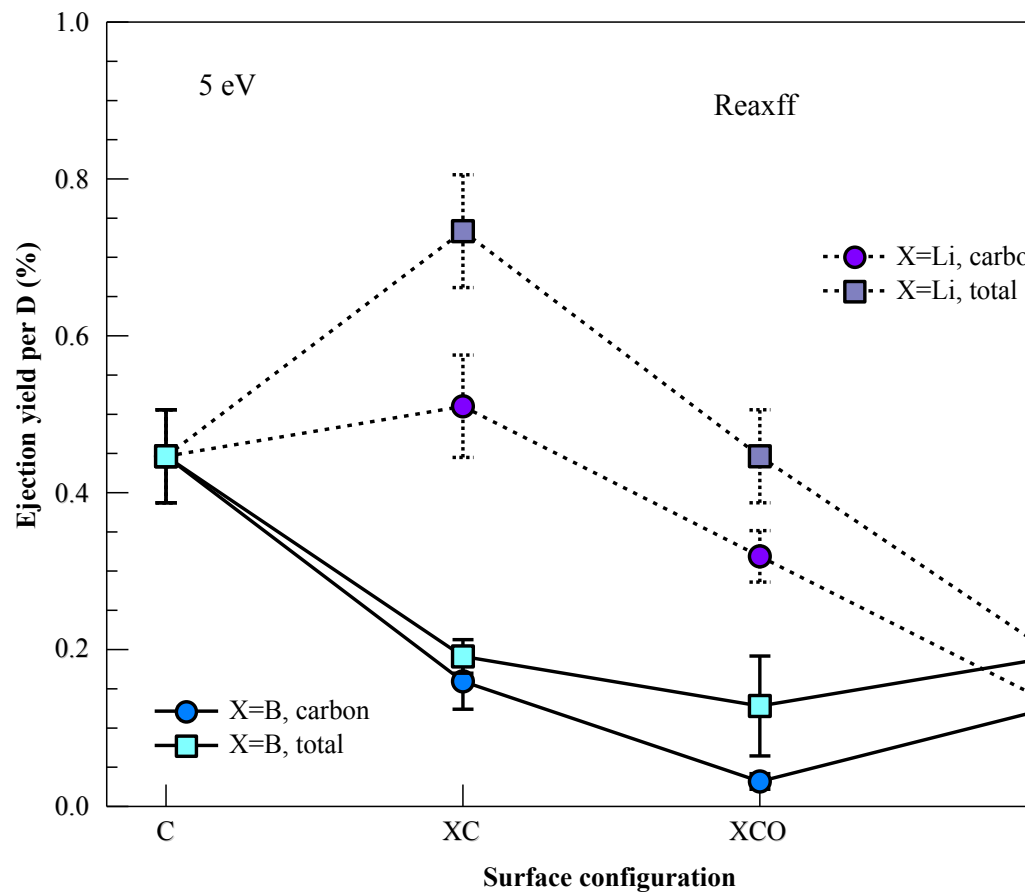 1.0
5 eV
Reaxff
0.8
X=Li, carbo
X=Li, total
0.6
Ejection yield per D (%)
0.4
0.2
X=B, carbon
X=B, total
0.0
C XC XCO
Surface configuration